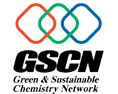 GSCN
Green & Sustainable
Chemistry Network